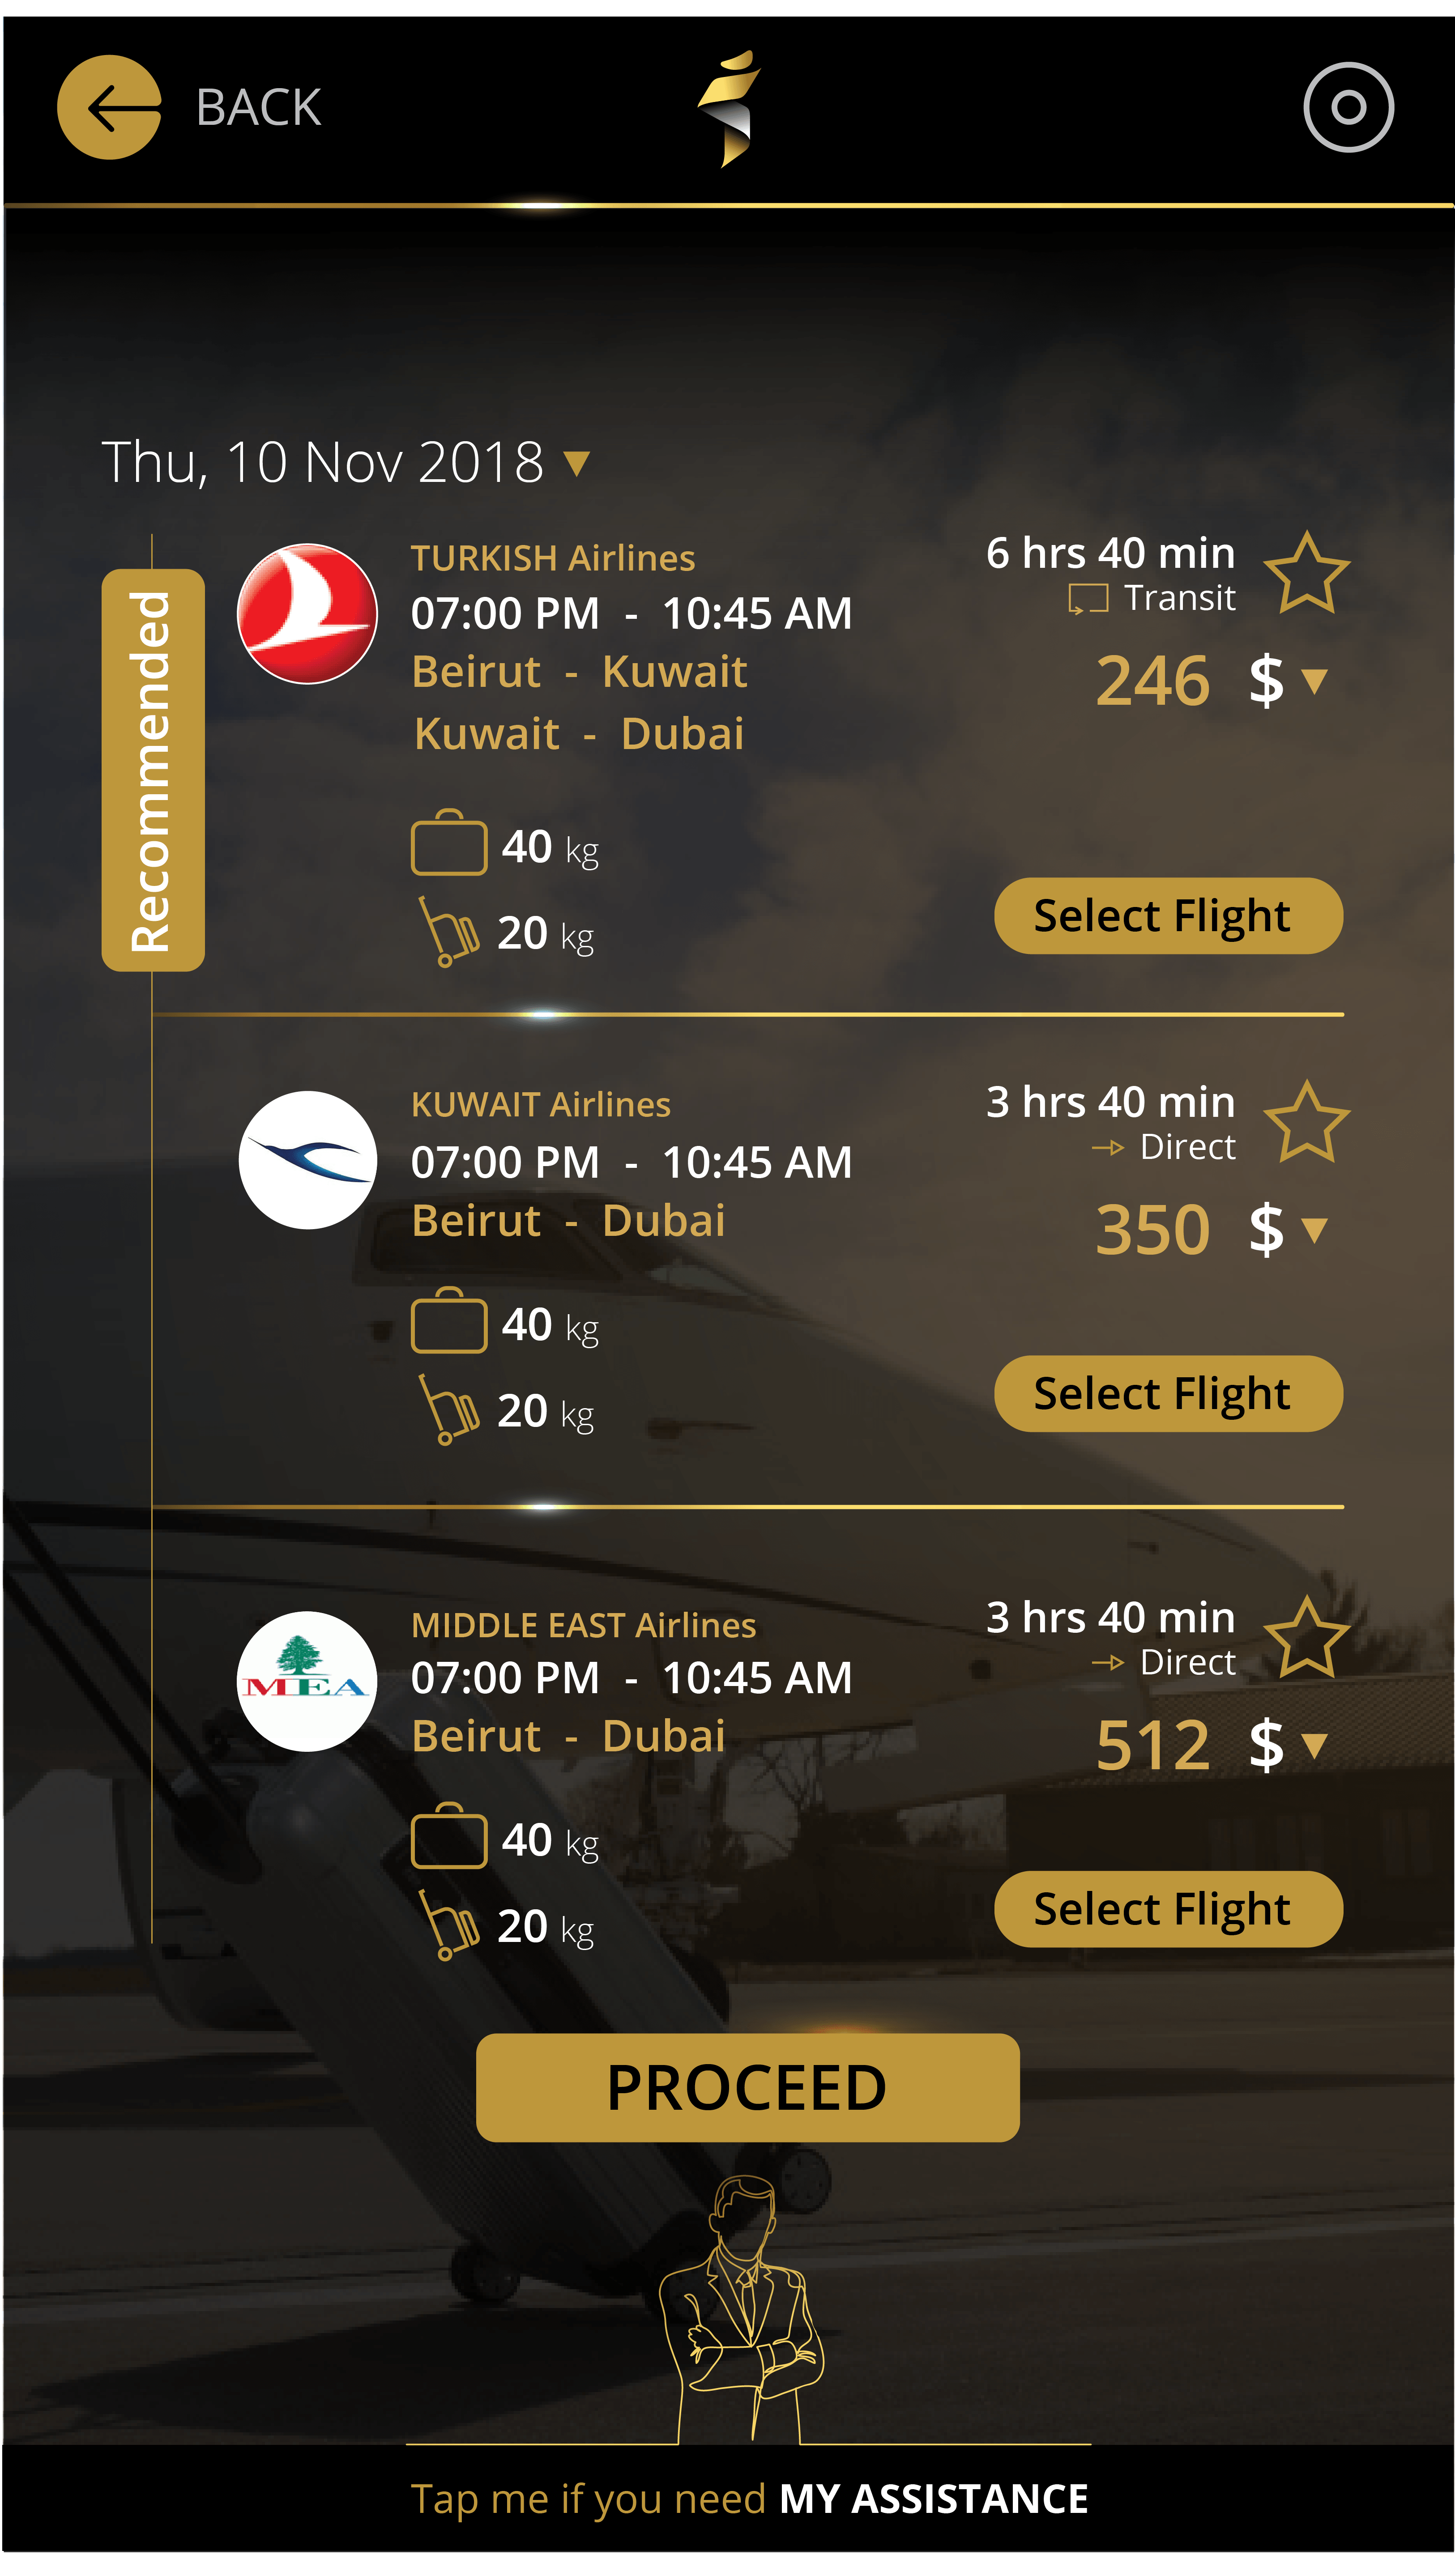 BACK
Thu, 10 Nov 2018
Recommended
TURKISH Airlines
07:00 PM - 10:45 AM
Beirut - Kuwait
Kuwait - Dubai
6 hrs 40 min
Transit
246 $
40 kg
20 kg
Select Flight
KUWAIT Airlines
07:00 PM - 10:45 AM
Beirut - Dubai
3 hrs 40 min
Direct
350 $
40 kg
20 kg
Select Flight
MEA
MIDDLE EAST Airlines
07:00 PM - 10:45 AM
Beirut - Dubai
3 hrs 40 min
Direct
512 $
40 kg
20 kg
Select Flight
PROCEED
Tap me if you need MY ASSISTANCE